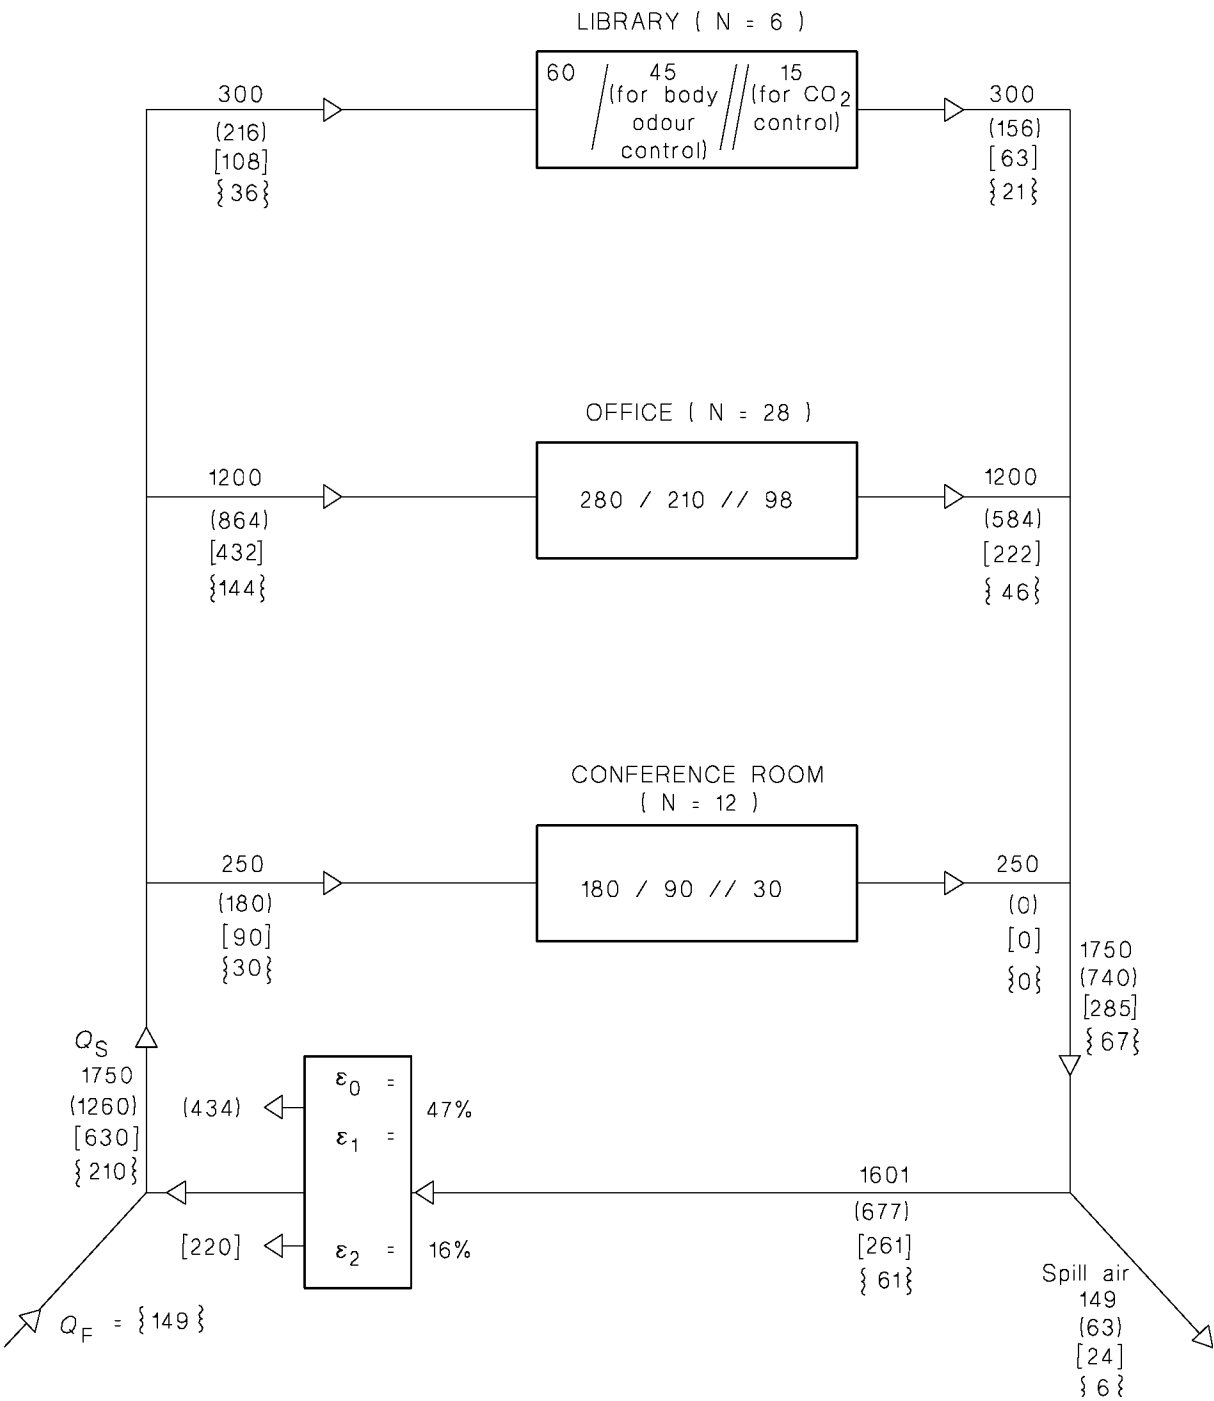 LIBRARY ( N = 6 )
60 / 45 // 15
(for body odour control)
(for CO2 control)
300
(216)
[108]
{36}
300
(156)
[63]
{21}
OFFICE ( N = 28 )
1200
(864)
[432]
{144}
280 / 210 // 98
1200
(584)
[222]
{46}
CONFERENCE ROOM
( N = 12 )
250
(180)
[90]
{30}
180 / 90 // 30
250
(0)
[0]
{0}
1750
(740)
[285]
{67}
QS
1750
(1260)
[630]
{210}
(434)
ε0 =
47%
ε1 =
[220]
ε2 = 16%
1601
(677)
[261]
{61}
QF = {149}
Spill air
149
(63)
[24]
{6}